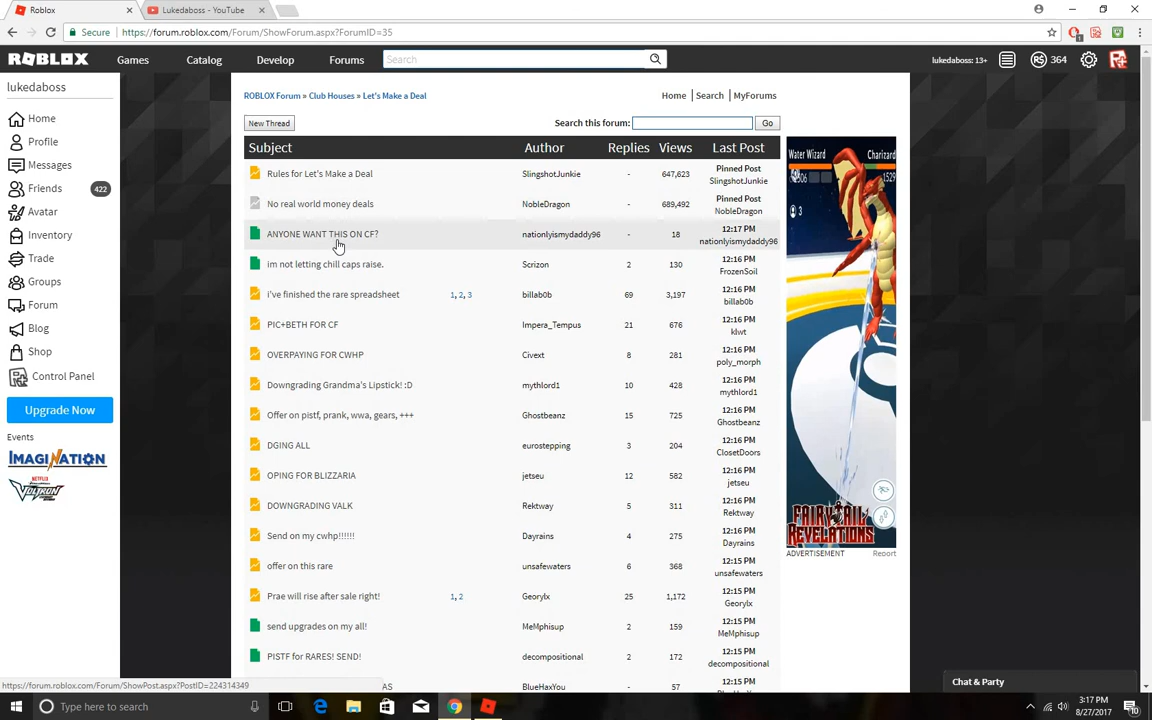 Roblox
Lukedaboss - YouTube
Secure
https://forum.roblox.com/Forum/ShowForum.aspx?ForumID=35
ROBLOX
Games
Catalog
Develop
Forums
Search
lukedaboss: 13+
R$ 364
lukedaboss
Home
Profile
Messages
Friends 422
Avatar
Inventory
Trade
Groups
Forum
Blog
Shop
Control Panel
Upgrade Now
Events
IMAGINATION
NETFLIX
VOLTRON
ROBLOX Forum » Club Houses » Let's Make a Deal
Home Search MyForums
New Thread
Search this forum: Go
Subject Author Replies Views Last Post
Rules for Let's Make a Deal SlingshotJunkie - 647,623 Pinned Post
SlingshotJunkie
No real world money deals NobleDragon - 689,492 Pinned Post
NobleDragon
ANYONE WANT THIS ON CF? nationlyismydaddy96 - 18 12:17 PM
nationlyismydaddy96
im not letting chill caps raise. Scrizon 2 130 12:16 PM
FrozenSoil
i've finished the rare spreadsheet 1, 2, 3 billab0b 69 3,197 12:16 PM
billab0b
PIC+BETH FOR CF Impera_Tempus 21 676 12:16 PM
klwt
OVERPAYING FOR CWHP Civext 8 281 12:16 PM
poly_morph
Downgrading Grandma's Lipstick! :D mythlord1 10 428 12:16 PM
mythlord1
Offer on pistf, prank, wwa, gears, +++ Ghostbeanz 15 725 12:16 PM
Ghostbeanz
DGING ALL eurostepping 3 204 12:16 PM
ClosetDoors
OPING FOR BLIZZARIA jetseu 12 582 12:16 PM
jetseu
DOWNGRADING VALK Rektway 5 311 12:16 PM
Rektway
Send on my cwhp!!!!!! Dayrains 4 275 12:16 PM
Dayrains
offer on this rare unsafewaters 6 368 12:15 PM
unsafewaters
Prae will rise after sale right! 1, 2 Georylx 25 1,172 12:15 PM
Georylx
send upgrades on my all! MeMphisup 2 159 12:15 PM
MeMphisup
PISTF for RARES! SEND! decompositional 2 172 12:15 PM
decompositional
AS BlueHaxYou - 57 12:15 PM
Water Wizard
Charizard
506
1529
3
FAIRY TAIL
REVELATIONS
ADVERTISEMENT Report
Chat & Party
https://forum.roblox.com/Forum/ShowPost.aspx?PostID=224314349
Type here to search
3:17 PM
8/27/2017
10